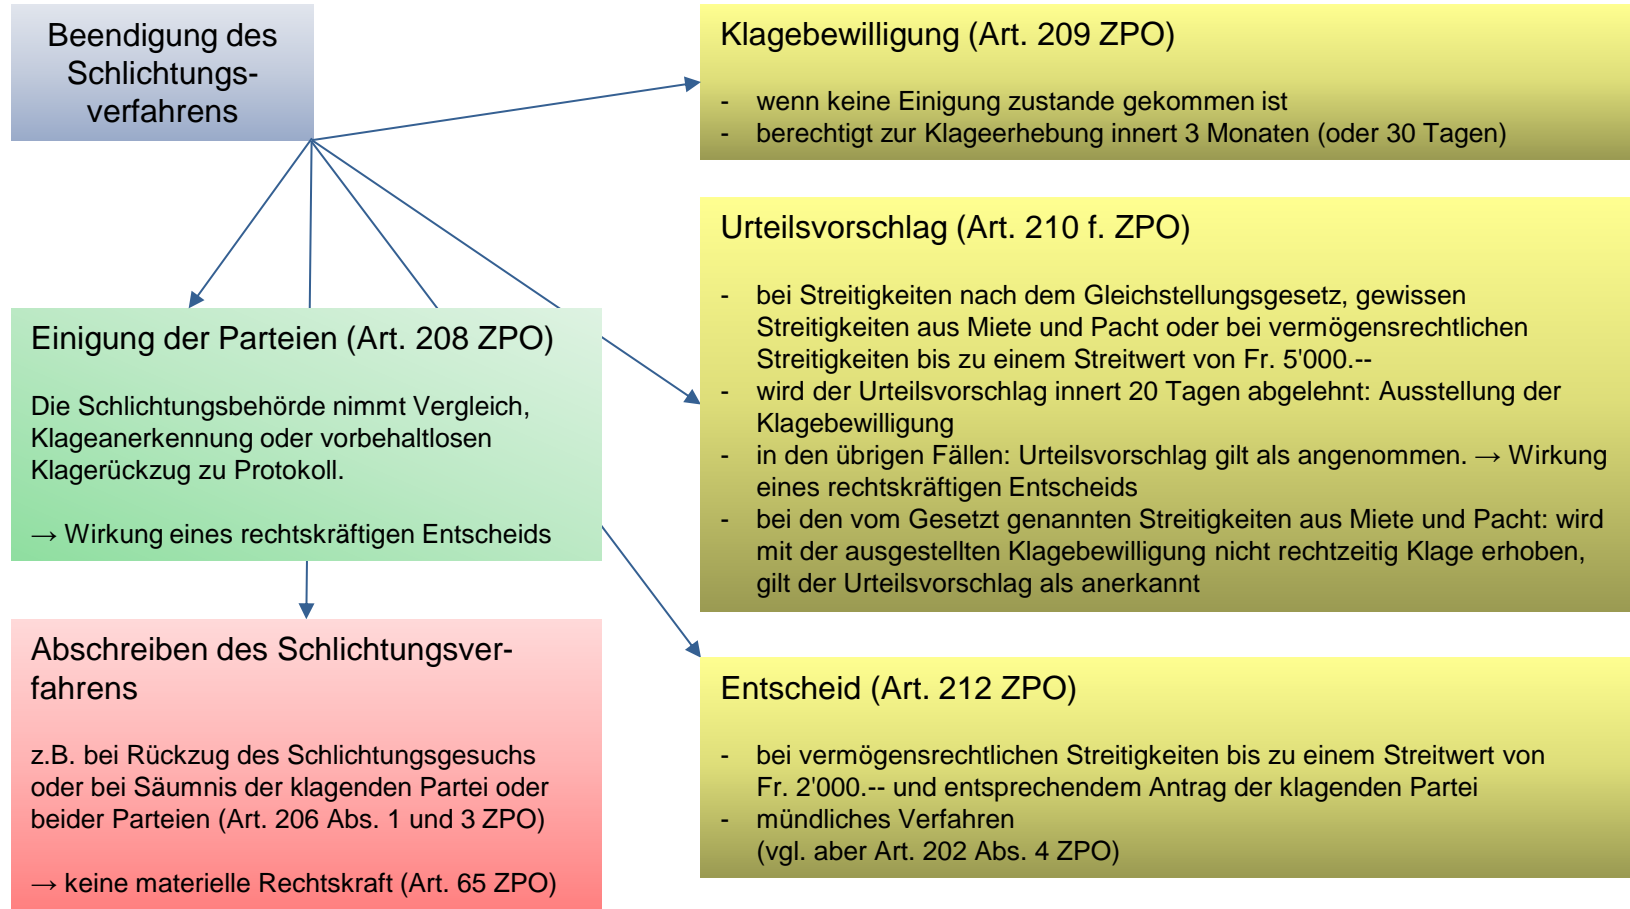 Beendigung des
Schlichtungs-
verfahrens
Klagebewilligung (Art. 209 ZPO)
- wenn keine Einigung zustande gekommen ist
- berechtigt zur Klageerhebung innert 3 Monaten (oder 30 Tagen)
Urteilsvorschlag (Art. 210 f. ZPO)
- bei Streitigkeiten nach dem Gleichstellungsgesetz, gewissen
Streitigkeiten aus Miete und Pacht oder bei vermögensrechtlichen
Streitigkeiten bis zu einem Streitwert von Fr. 5'000.--
- wird der Urteilsvorschlag innert 20 Tagen abgelehnt: Ausstellung der
Klagebewilligung
- in den übrigen Fällen: Urteilsvorschlag gilt als angenommen. → Wirkung
eines rechtskräftigen Entscheids
- bei den vom Gesetzt genannten Streitigkeiten aus Miete und Pacht: wird
mit der ausgestellten Klagebewilligung nicht rechtzeitig Klage erhoben,
gilt der Urteilsvorschlag als anerkannt
Einigung der Parteien (Art. 208 ZPO)
Die Schlichtungsbehörde nimmt Vergleich,
Klageanerkennung oder vorbehaltlosen
Klagerückzug zu Protokoll.
→ Wirkung eines rechtskräftigen Entscheids
Abschreiben des Schlichtungsver-
fahrens
z.B. bei Rückzug des Schlichtungsgesuchs
oder bei Säumnis der klagenden Partei oder
beider Parteien (Art. 206 Abs. 1 und 3 ZPO)
→ keine materielle Rechtskraft (Art. 65 ZPO)
Entscheid (Art. 212 ZPO)
- bei vermögensrechtlichen Streitigkeiten bis zu einem Streitwert von
Fr. 2'000.-- und entsprechendem Antrag der klagenden Partei
- mündliches Verfahren
(vgl. aber Art. 202 Abs. 4 ZPO)